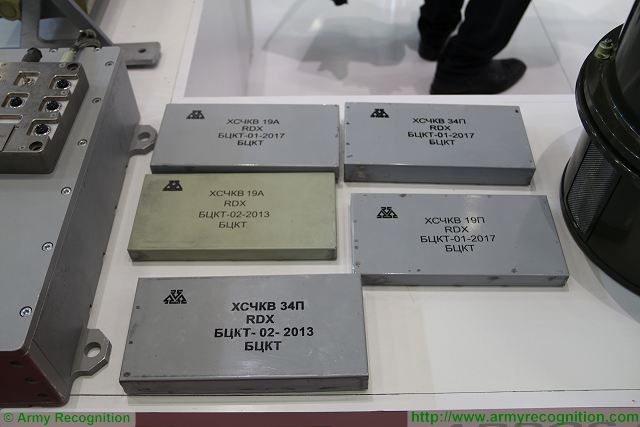 ХСЧКВ 19А
RDX
БЦКТ-01-2017
БЦКТ
ХСЧКВ 34П
RDX
БЦКТ-01-2017
БЦКТ
ХСЧКВ 19А
RDX
БЦКТ-02-2013
БЦКТ
ХСЧКВ 19П
RDX
БЦКТ-01-2017
БЦКТ
ХСЧКВ 34П
RDX
БЦКТ- 02- 2013
БЦКТ
© Army Recognition
http://www.armyrecognition.com